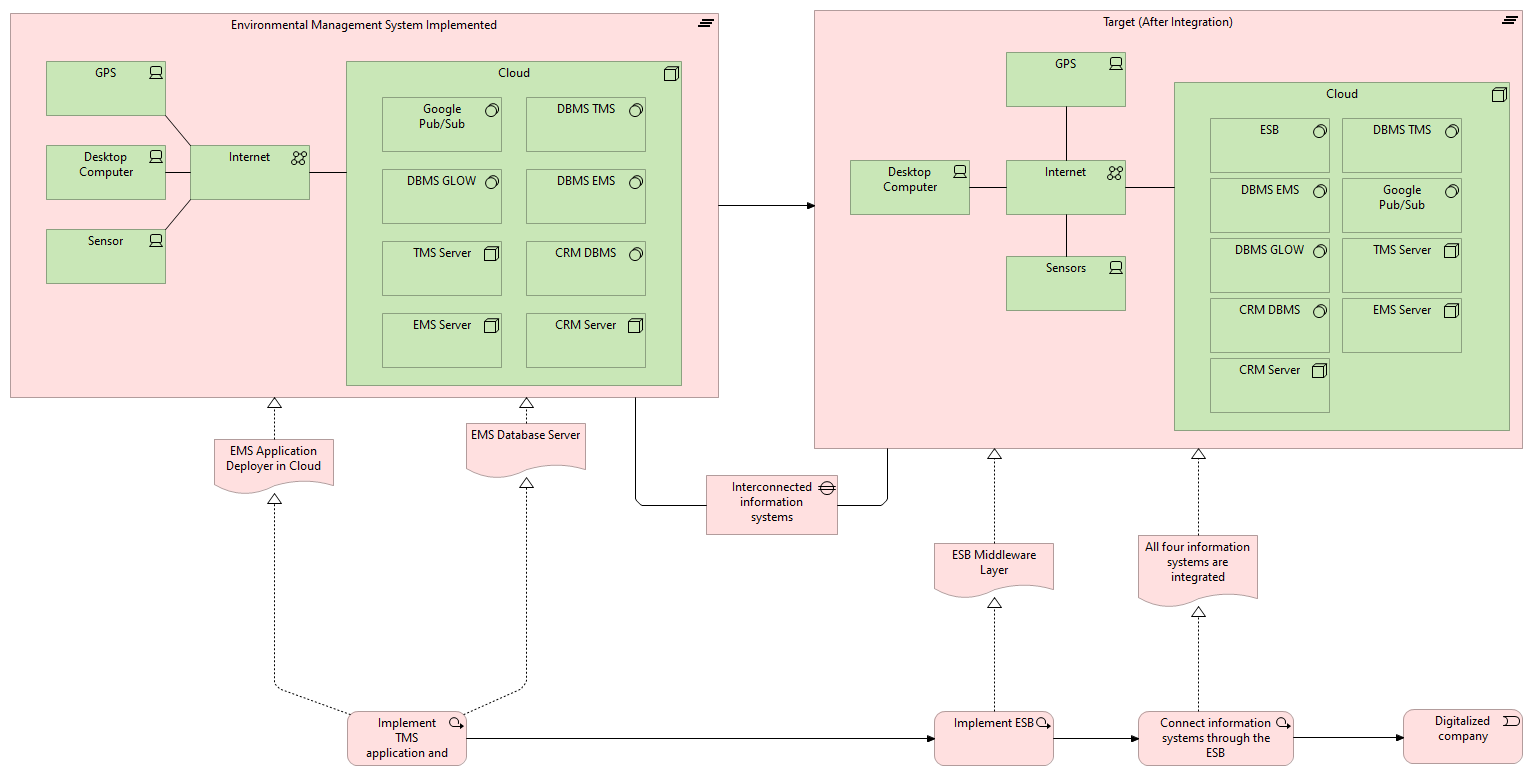 Environmental Management System Implemented
GPS
Desktop
Computer
Sensor
Internet
Cloud
Google
Pub/Sub
DBMS TMS
DBMS GLOW
DBMS EMS
TMS Server
CRM DBMS
EMS Server
CRM Server
Target (After Integration)
GPS
Desktop
Computer
Internet
Sensors
Cloud
ESB
DBMS TMS
DBMS EMS
Google
Pub/Sub
DBMS GLOW
TMS Server
CRM DBMS
EMS Server
CRM Server
EMS Application
Deployer in Cloud
EMS Database Server
Interconnected
information
systems
ESB Middleware
Layer
All four information
systems are
integrated
Implement
TMS
application and
Implement ESB
Connect information
systems through the
ESB
Digitalized
company